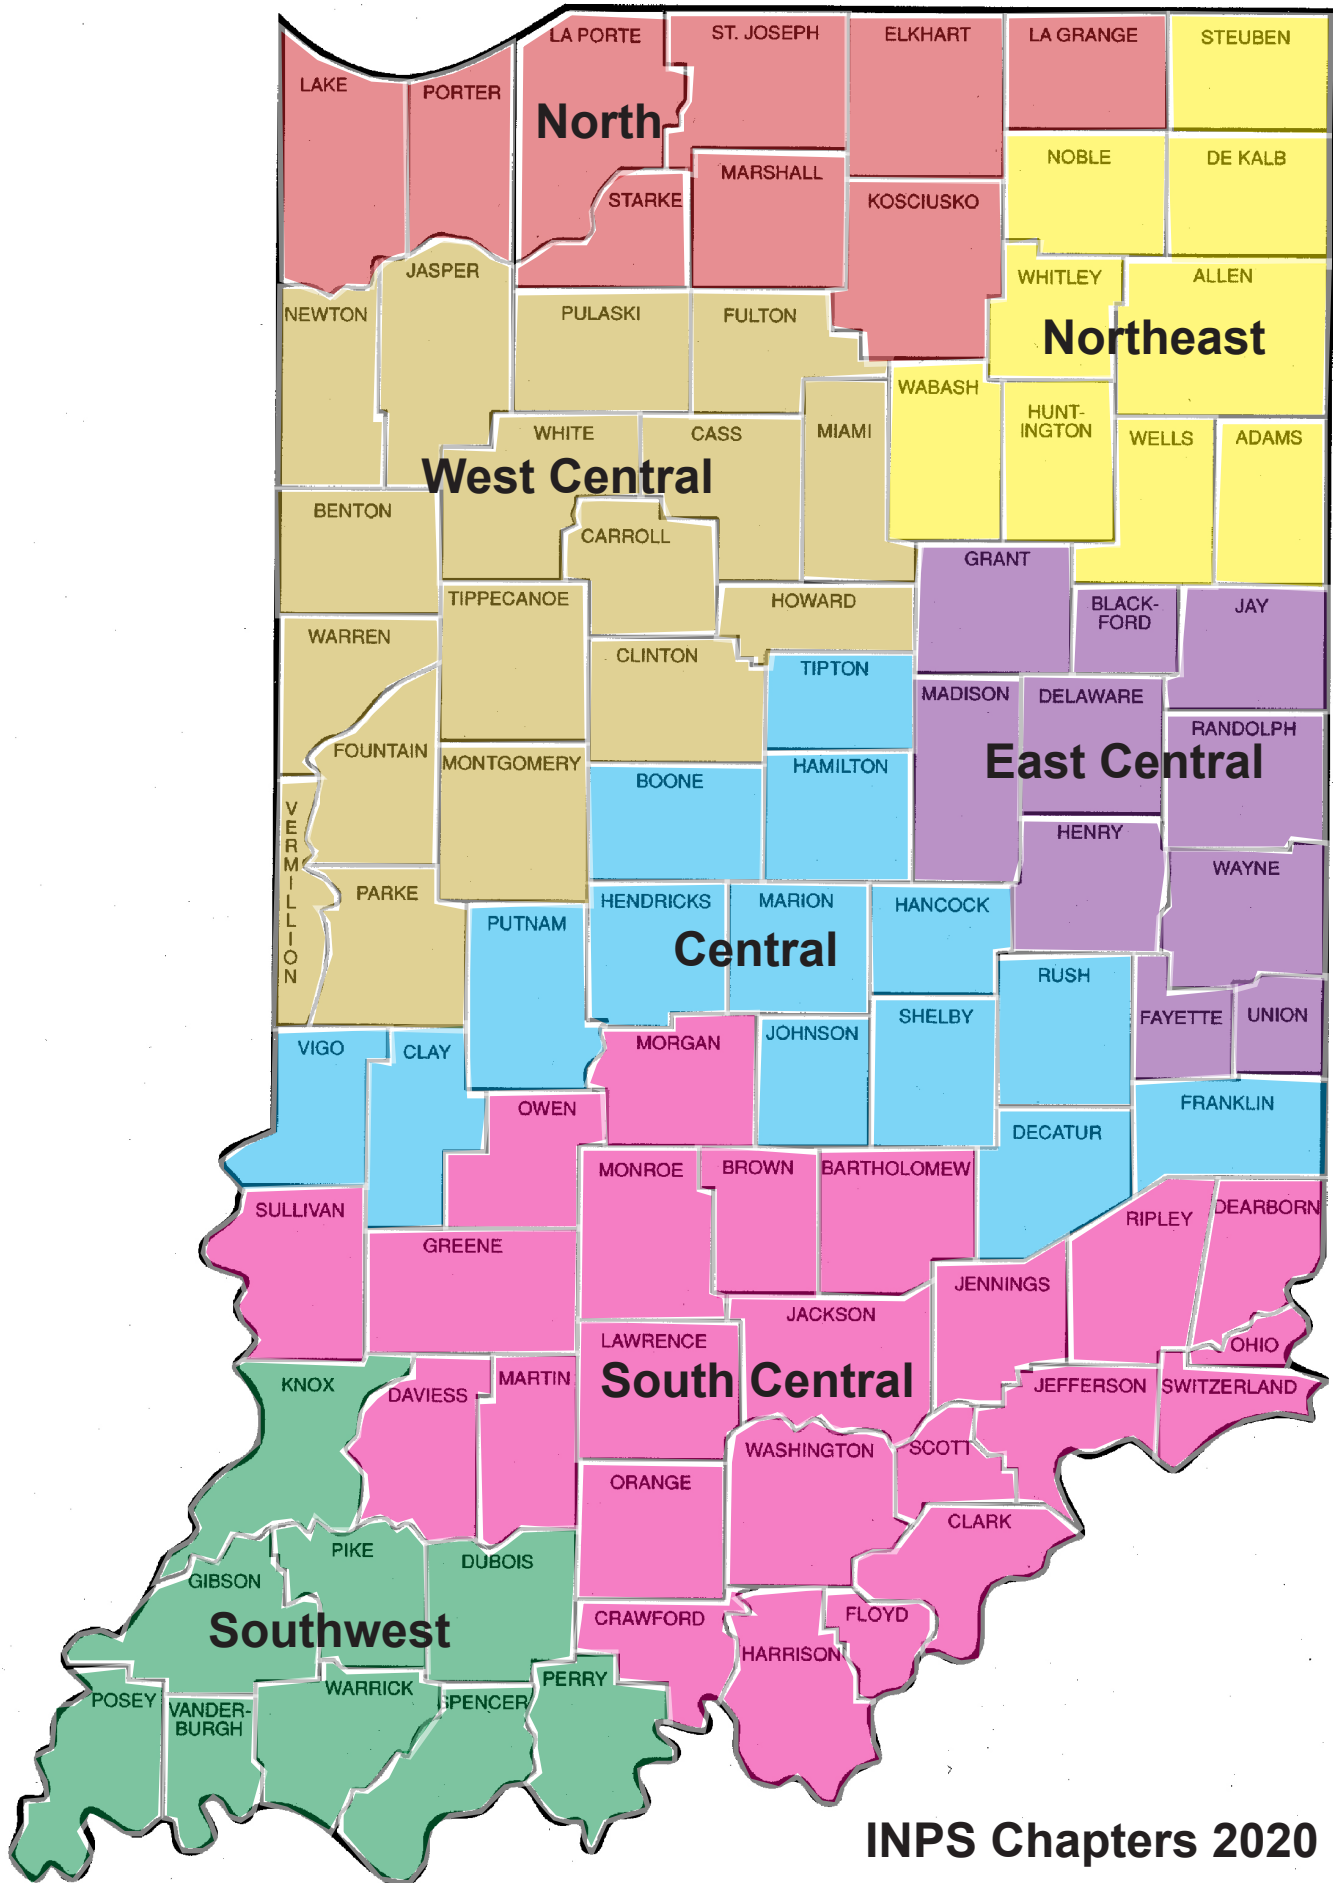 LA PORTE
ST. JOSEPH
ELKHART
LA GRANGE
STEUBEN
LAKE
PORTER
North
NOBLE
DE KALB
MARSHALL
STARKE
KOSCIUSKO
JASPER
WHITLEY
ALLEN
NEWTON
PULASKI
FULTON
Northeast
WABASH
HUNT-
INGTON
WHITE
CASS
MIAMI
WELLS
ADAMS
West Central
BENTON
CARROLL
GRANT
TIPPECANOE
HOWARD
BLACK-
FORD
JAY
WARREN
CLINTON
TIPTON
MADISON
DELAWARE
RANDOLPH
FOUNTAIN
MONTGOMERY
East Central
BOONE
HAMILTON
VERMILLION
HENRY
WAYNE
PARKE
PUTNAM
HENDRICKS
MARION
HANCOCK
Central
RUSH
VIGO
CLAY
MORGAN
JOHNSON
SHELBY
FAYETTE
UNION
OWEN
FRANKLIN
DECATUR
MONROE
BROWN
BARTHOLOMEW
SULLIVAN
RIPLEY
DEARBORN
GREENE
JENNINGS
JACKSON
LAWRENCE
OHIO
South Central
KNOX
DAVIESS
MARTIN
JEFFERSON
SWITZERLAND
WASHINGTON
SCOTT
ORANGE
CLARK
PIKE
DUBOIS
GIBSON
Southwest
CRAWFORD
FLOYD
HARRISON
PERRY
WARRICK
SPENCER
POSEY
VANDER-
BURGH
INPS Chapters 2020